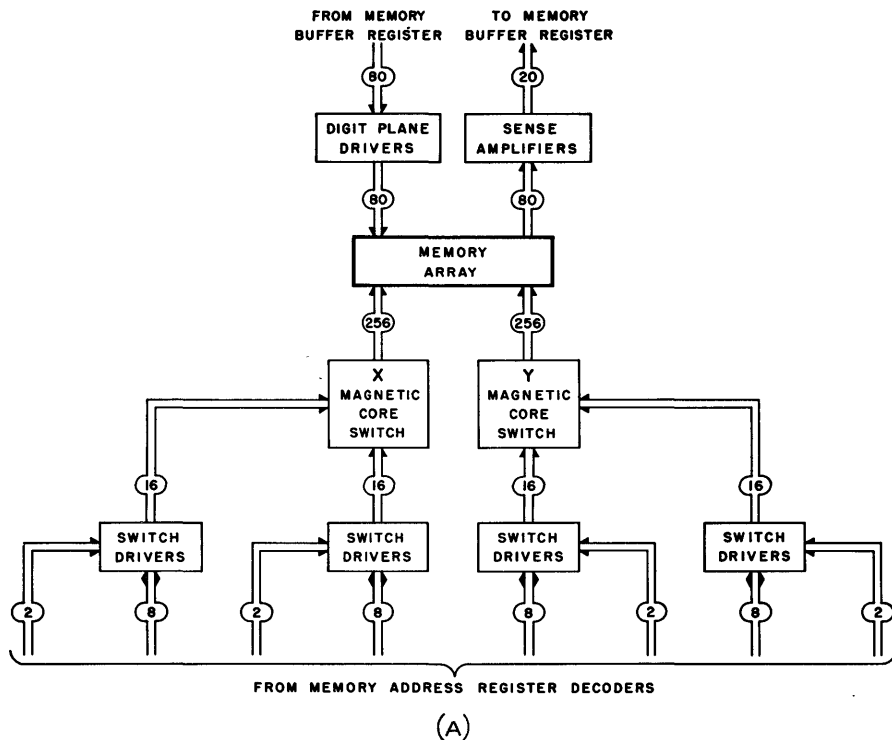 FROM MEMORY
BUFFER REGISTER
TO MEMORY
BUFFER REGISTER
80
20
DIGIT PLANE
DRIVERS
SENSE
AMPLIFIERS
80
80
MEMORY
ARRAY
256
256
X
MAGNETIC
CORE
SWITCH
Y
MAGNETIC
CORE
SWITCH
16
16
16
16
SWITCH
DRIVERS
SWITCH
DRIVERS
SWITCH
DRIVERS
SWITCH
DRIVERS
2
8
2
8
8
2
8
2
FROM MEMORY ADDRESS REGISTER DECODERS
(A)